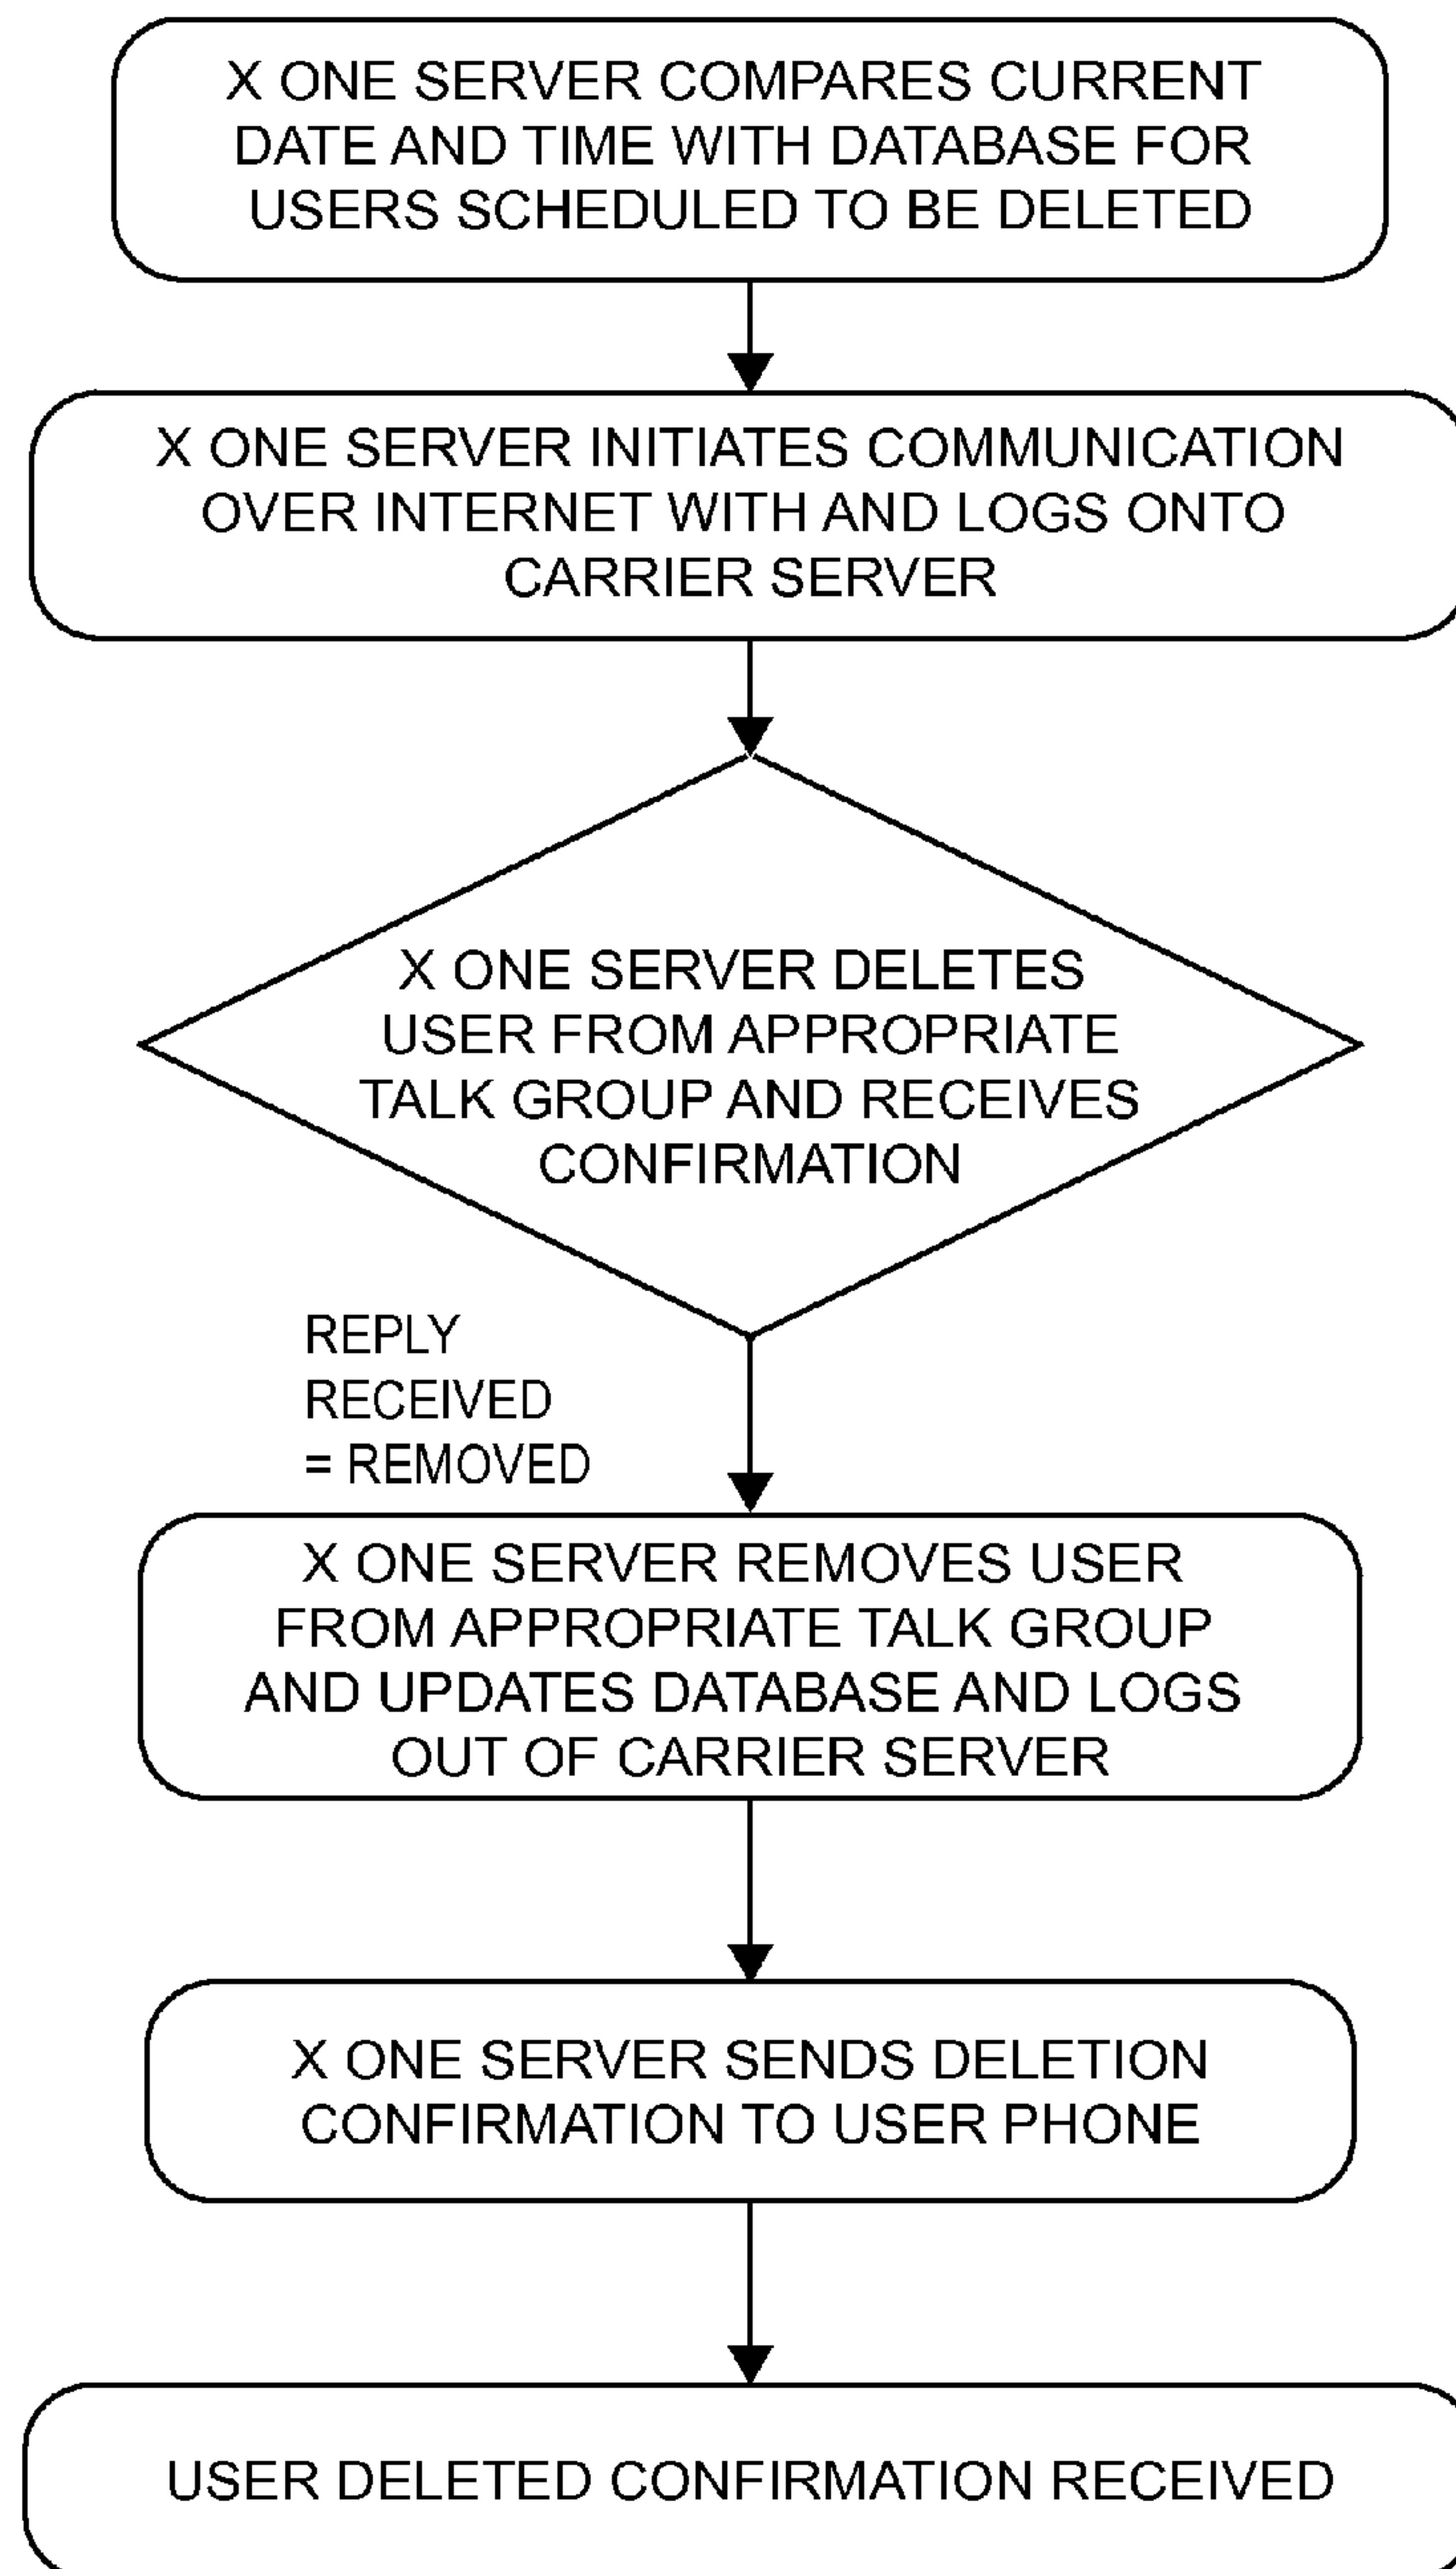 X ONE SERVER COMPARES CURRENT
DATE AND TIME WITH DATABASE FOR
USERS SCHEDULED TO BE DELETED
X ONE SERVER INITIATES COMMUNICATION
OVER INTERNET WITH AND LOGS ONTO
CARRIER SERVER
X ONE SERVER DELETES
USER FROM APPROPRIATE
TALK GROUP AND RECEIVES
CONFIRMATION
REPLY
RECEIVED
= REMOVED
X ONE SERVER REMOVES USER
FROM APPROPRIATE TALK GROUP
AND UPDATES DATABASE AND LOGS
OUT OF CARRIER SERVER
X ONE SERVER SENDS DELETION
CONFIRMATION TO USER PHONE
USER DELETED CONFIRMATION RECEIVED